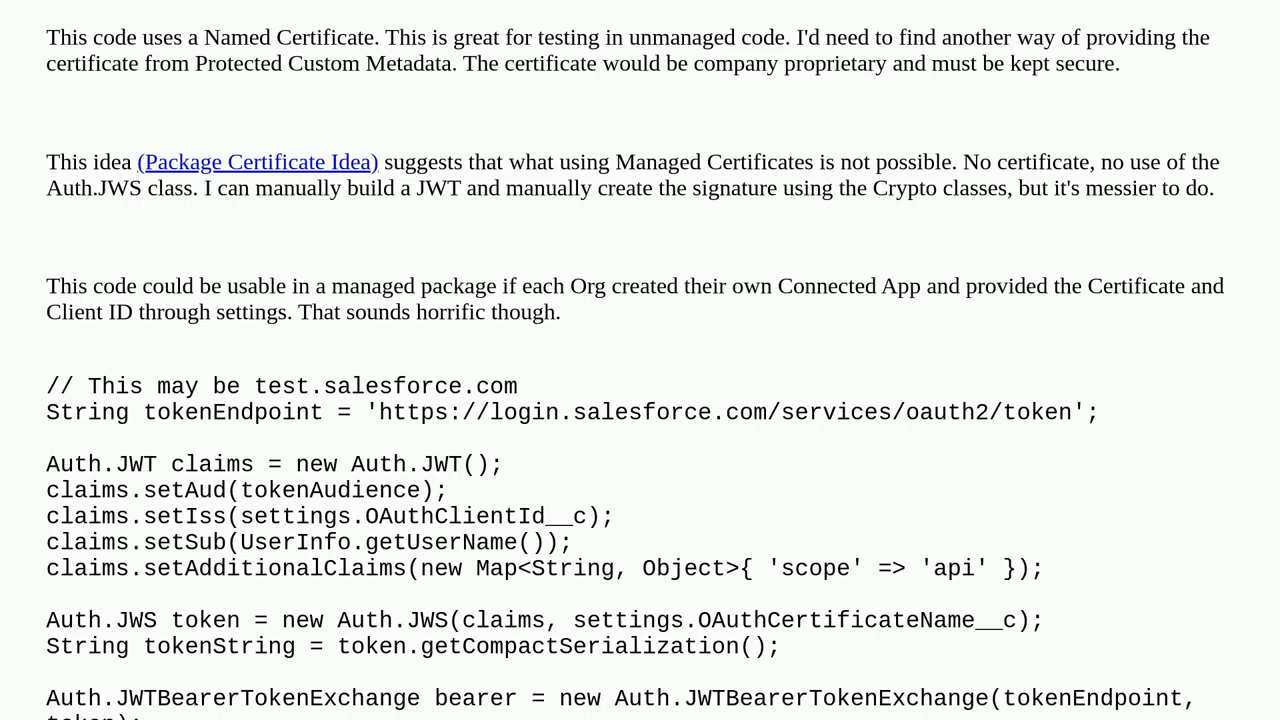 This code uses a Named Certificate. This is great for testing in unmanaged code. I'd need to find another way of providing the
certificate from Protected Custom Metadata. The certificate would be company proprietary and must be kept secure.
This idea (Package Certificate Idea) suggests that what using Managed Certificates is not possible. No certificate, no use of the
Auth.JWS class. I can manually build a JWT and manually create the signature using the Crypto classes, but it's messier to do.
This code could be usable in a managed package if each Org created their own Connected App and provided the Certificate and
Client ID through settings. That sounds horrific though.
// This may be test.salesforce.com
String tokenEndpoint = 'https://login.salesforce.com/services/oauth2/token';
Auth.JWT claims = new Auth.JWT();
claims.setAud(tokenAudience);
claims.setIss(settings.OAuthClientId__c);
claims.setSub(UserInfo.getUserName());
claims.setAdditionalClaims(new Map<String, Object>{ 'scope' => 'api' });
Auth.JWS token = new Auth.JWS(claims, settings.OAuthCertificateName__c);
String tokenString = token.getCompactSerialization();
Auth.JWTBearerTokenExchange bearer = new Auth.JWTBearerTokenExchange(tokenEndpoint,
token);